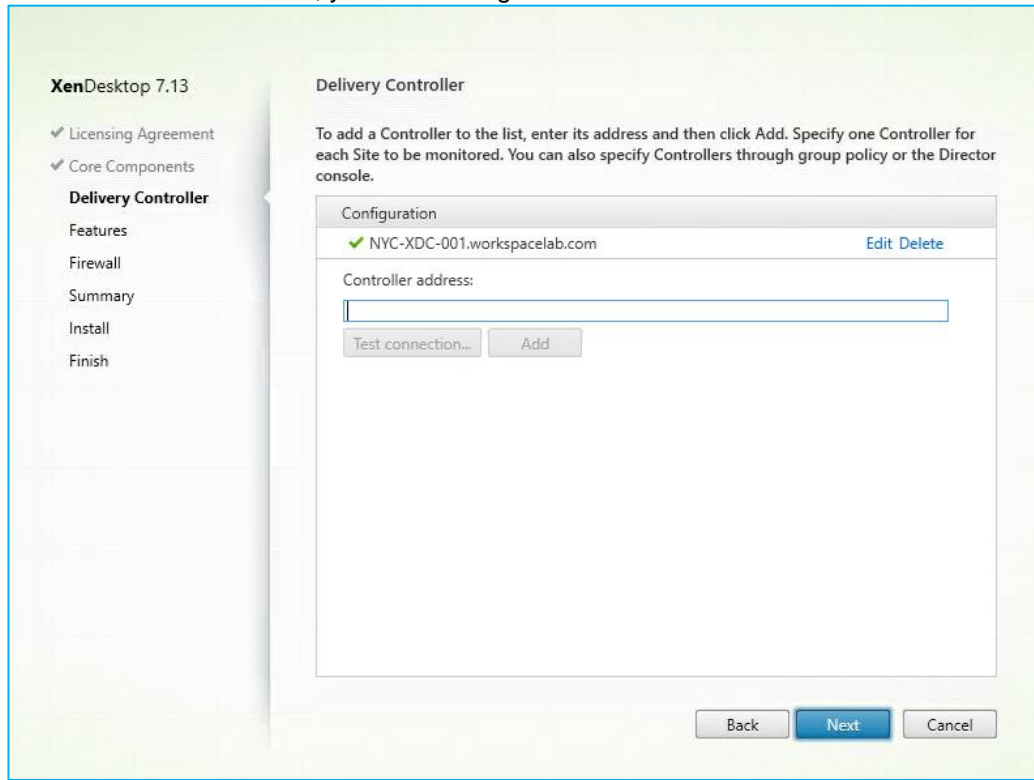 XenDesktop 7.13
Licensing Agreement
Core Components
Delivery Controller
Features
Firewall
Summary
Install
Finish
Delivery Controller
To add a Controller to the list, enter its address and then click Add. Specify one Controller for
each Site to be monitored. You can also specify Controllers through group policy or the Director
console.
Configuration
NYC-XDC-001.workspacelab.com Edit Delete
Controller address:
Test connection... Add
Back Next Cancel